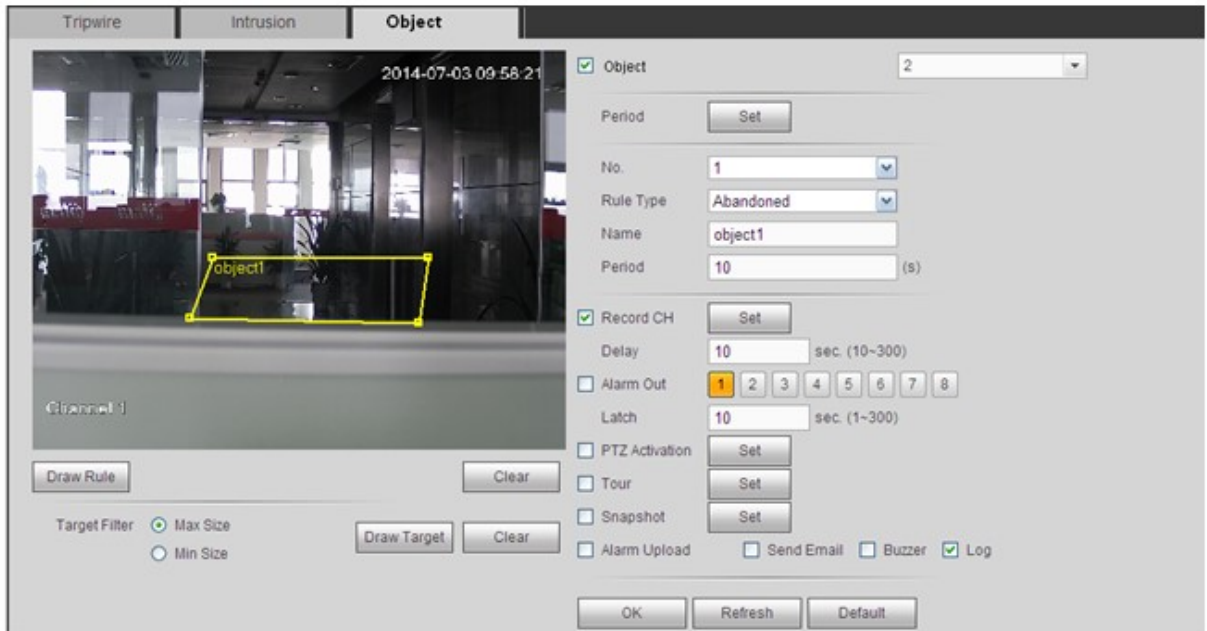 Tripwire Intrusion Object
2014-07-03 09:58:21
object1
Channel 1
Draw Rule Clear
Target Filter Max Size
Min Size
Draw Target Clear
Object 2
Period Set
No. 1
Rule Type Abandoned
Name object1
Period 10 (s)
Record CH Set
Delay 10 sec. (10~300)
Alarm Out 1 2 3 4 5 6 7 8
Latch 10 sec. (1~300)
PTZ Activation Set
Tour Set
Snapshot Set
Alarm Upload Send Email Buzzer Log
OK Refresh Default